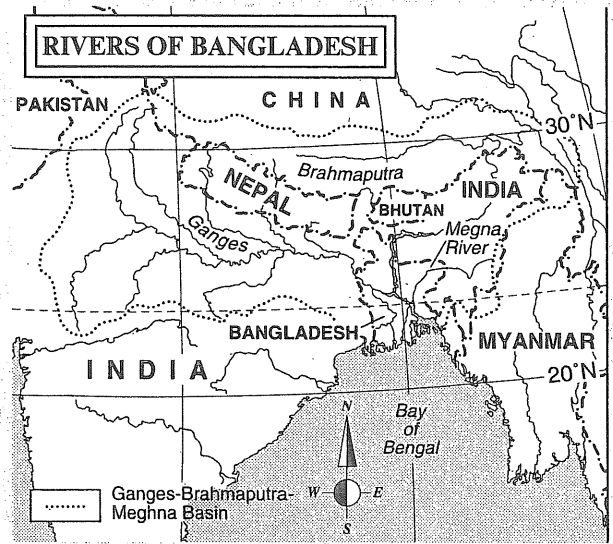 RIVERS OF BANGLADESH
PAKISTAN
CHINA
30°N
Brahmaputra
NEPAL
INDIA
BHUTAN
Ganges
Megna
River
BANGLADESH
MYANMAR
INDIA
20°N
Bay
of
Bengal
N
W
E
S
Ganges-Brahmaputra-
Meghna Basin